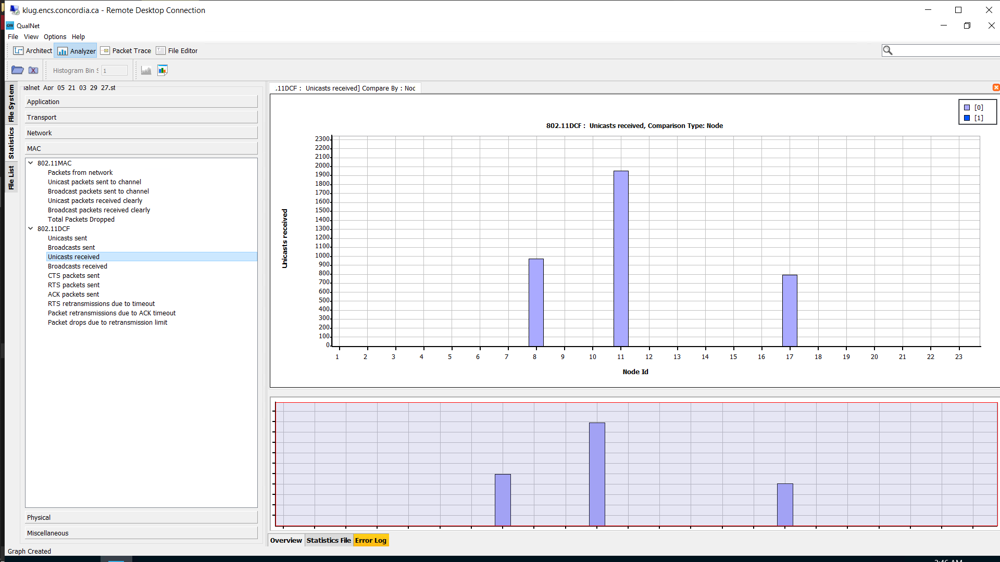 klug.encs.concordia.ca - Remote Desktop Connection
QualNet
File View Options Help
Architect Analyzer Packet Trace File Editor
Histogram Bin S 1
File System
Statistics
File List
alnet Apr 05 21 03 29 27.st
Application
Transport
Network
MAC
802.11MAC
Packets from network
Unicast packets sent to channel
Broadcast packets sent to channel
Unicast packets received clearly
Broadcast packets received clearly
Total Packets Dropped
802.11DCF
Unicasts sent
Broadcasts sent
Unicasts received
Broadcasts received
CTS packets sent
RTS packets sent
ACK packets sent
RTS retransmissions due to timeout
Packet retransmissions due to ACK timeout
Packet drops due to retransmission limit
Physical
Miscellaneous
Graph Created
.11DCF : Unicasts received] Compare By : Noc
[0]
[1]
802.11DCF : Unicasts received, Comparison Type: Node
Unicasts received
2300
2200
2100
2000
1900
1800
1700
1600
1500
1400
1300
1200
1100
1000
900
800
700
600
500
400
300
200
100
0
1 2 3 4 5 6 7 8 9 10 11 12 13 14 15 16 17 18 19 20 21 22 23
Node Id
Overview Statistics File Error Log